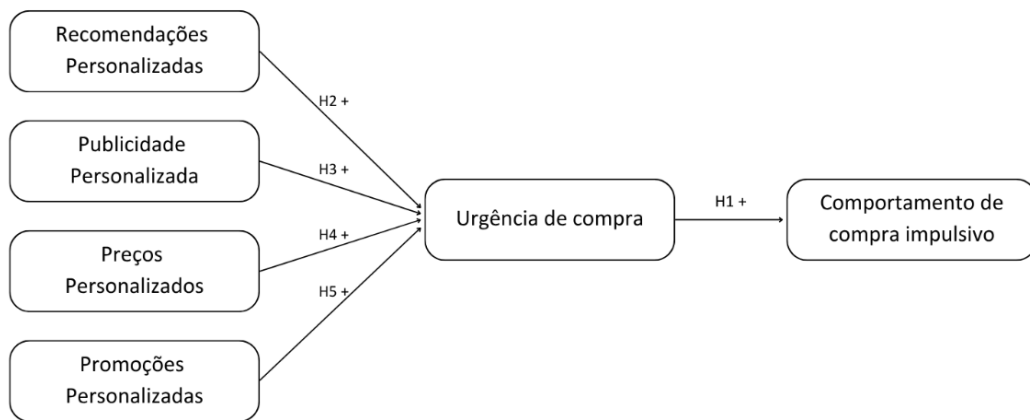 Recomendações
Personalizadas
H2 +
Publicidade
Personalizada
H3 +
Preços
Personalizados
H4 +
Promoções
Personalizadas
H5 +
Urgência de compra
H1 +
Comportamento de
compra impulsivo